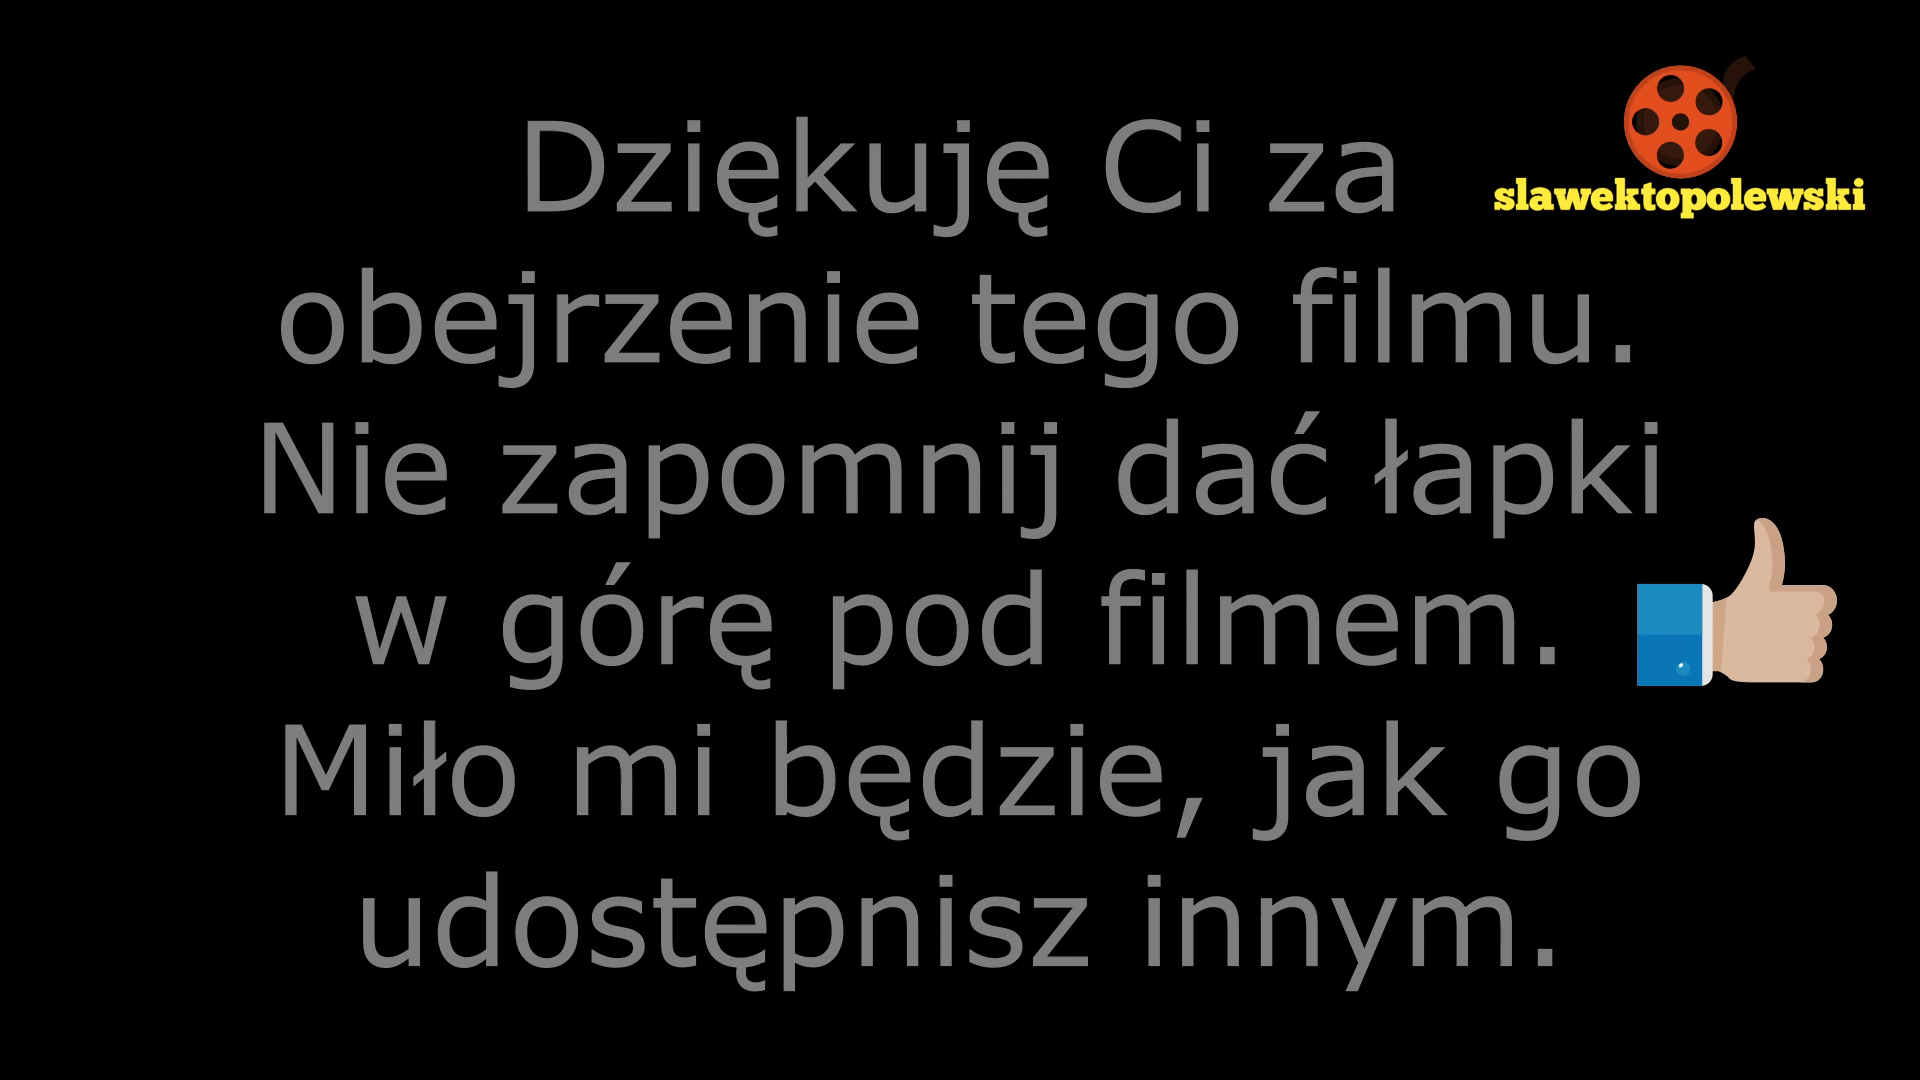 Dziękuję Ci za
slawektopolewski
obejrzenie tego filmu.
Nie zapomnij dać łapki
w górę pod filmem.
Miło mi będzie, jak go
udostępnisz innym.